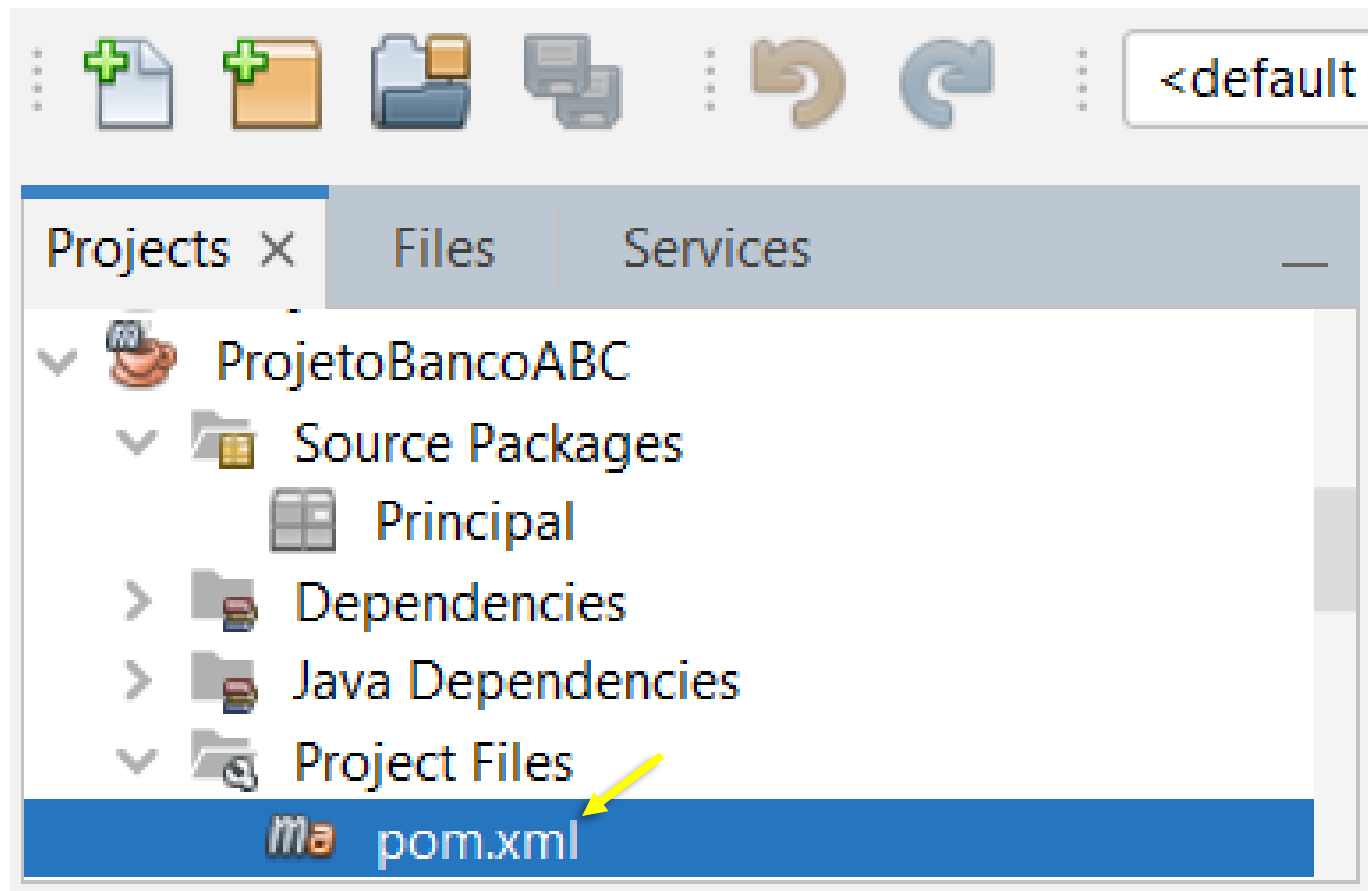 <default
Projects Files Services
ProjetoBancoABC
Source Packages
Principal
Dependencies
Java Dependencies
Project Files
pom.xml